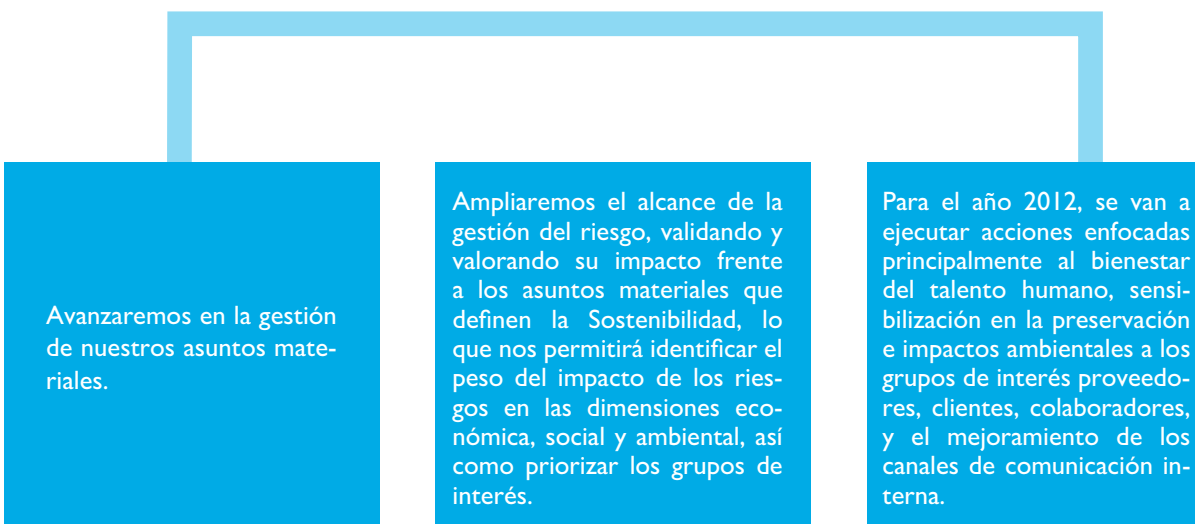 Avanzaremos en la gestión
de nuestros asuntos mate-
riales.
Ampliaremos el alcance de la
gestión del riesgo, validando y
valorando su impacto frente
a los asuntos materiales que
definen la Sostenibilidad, lo
que nos permitirá identificar el
peso del impacto de los ries-
gos en las dimensiones eco-
nómica, social y ambiental, así
como priorizar los grupos de
interés.
Para el año 2012, se van a
ejecutar acciones enfocadas
principalmente al bienestar
del talento humano, sensi-
bilización en la preservación
e impactos ambientales a los
grupos de interés proveedo-
res, clientes, colaboradores,
y el mejoramiento de los
canales de comunicación in-
terna.